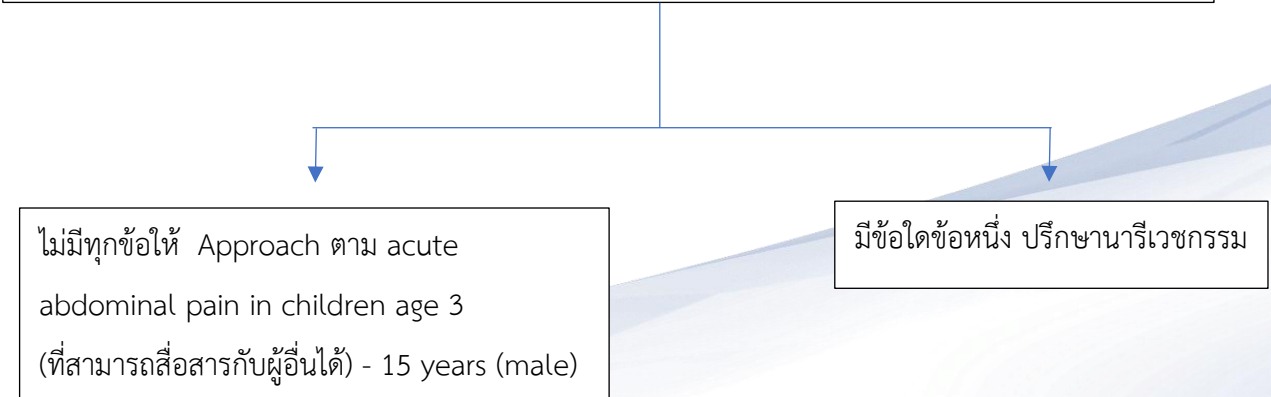 ไม่มีทุกข้อให้ Approach ตาม acute
abdominal pain in children age 3
(ที่สามารถสื่อสารกับผู้อื่นได้) - 15 years (male)
มีข้อใดข้อหนึ่ง ปรึกษานารีเวชกรรม